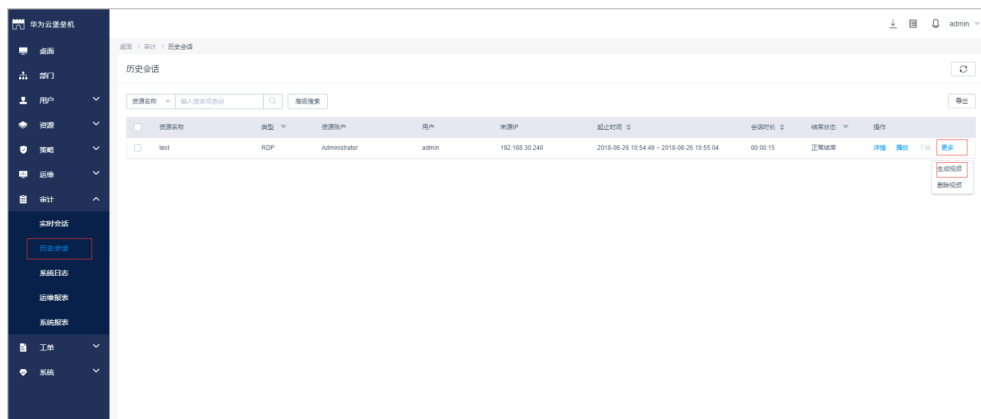 华为云堡垒机
admin
桌面
桌面 / 审计 / 历史会话
部门
历史会话
用户
资源名称 输入搜索项查询 高级搜索 导出
资源
资源名称 类型 资源账户 用户 来源IP 起止时间 会话时长 结束状态 操作
策略
test RDP Administrator admin 192.168.30.240 2018-08-26 10:54:49 ~ 2018-08-26 10:55:04 00:00:15 正常结束 详情 播放 下载 更多
运维
生成视频
删除视频
审计
实时会话
历史会话
系统日志
运维报表
系统报表
工单
系统